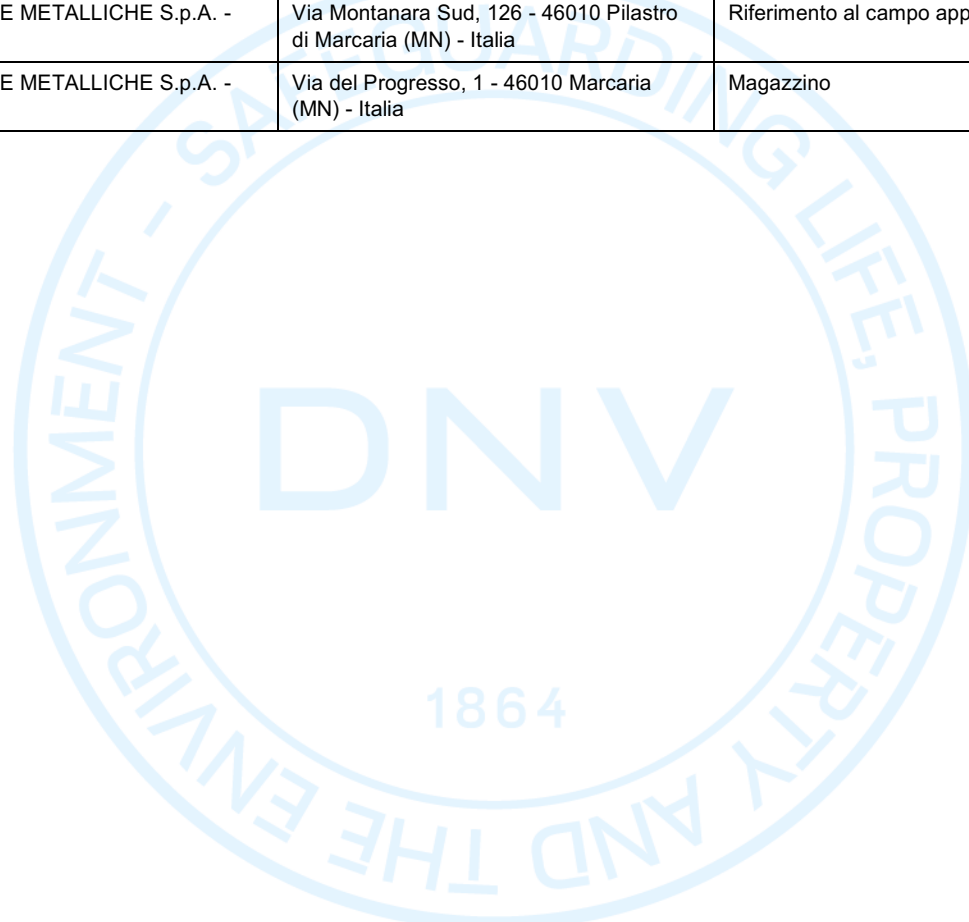 E METALLICHE S.p.A. - Via Montanara Sud, 126 - 46010 Pilastro Riferimento al campo app
di Marcaria (MN) - Italia
E METALLICHE S.p.A. - Via del Progresso, 1 - 46010 Marcaria Magazzino
(MN) - Italia
SAFEGUARDING LIFE, PROPERTY AND THE ENVIRONMENT -
DNV
1864